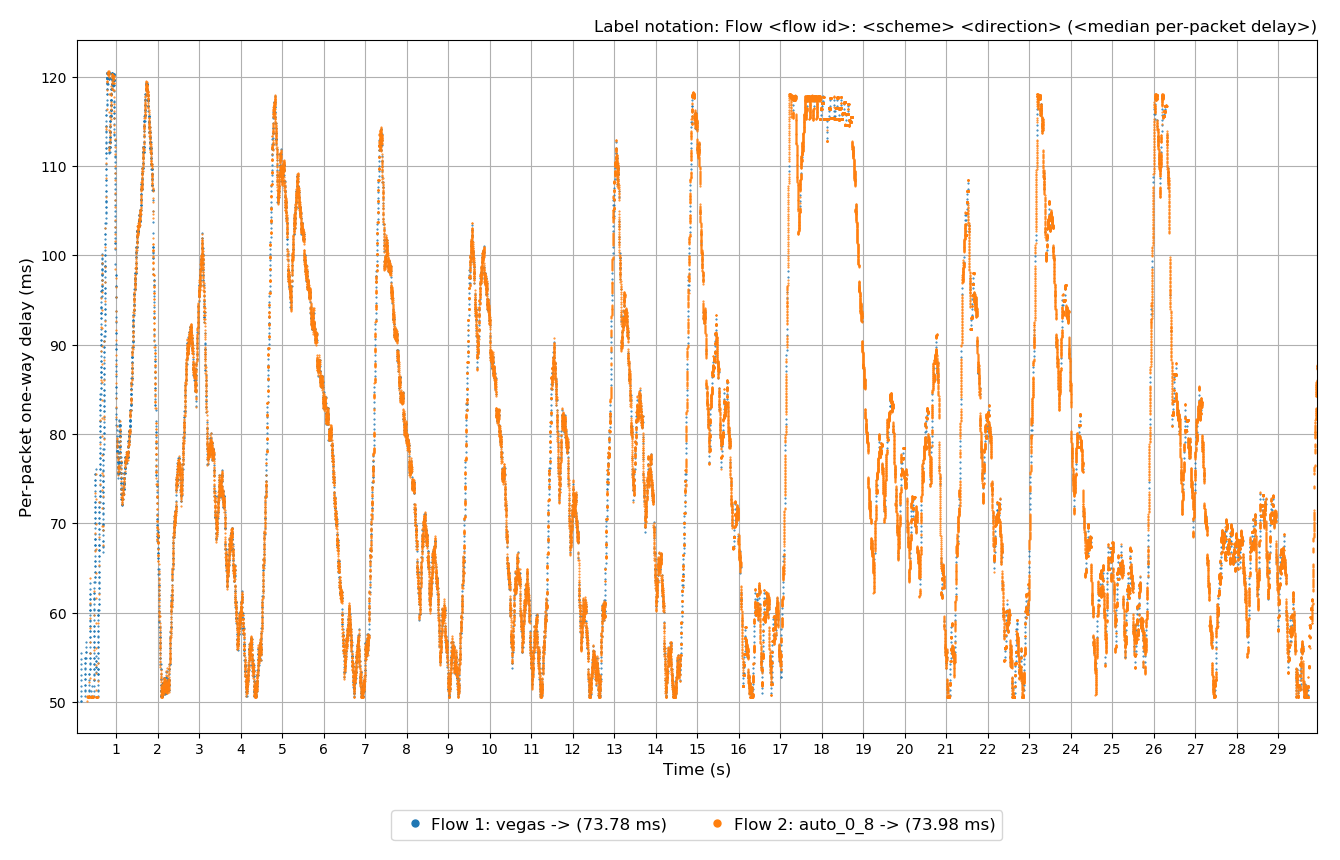 Label notation: Flow <flow id>: <scheme> <direction> (<median per-packet delay>)
Per-packet one-way delay (ms)
120
110
100
90
80
70
60
50
1 2 3 4 5 6 7 8 9 10 11 12 13 14 15 16 17 18 19 20 21 22 23 24 25 26 27 28 29
Time (s)
Flow 1: vegas -> (73.78 ms) Flow 2: auto_0_8 -> (73.98 ms)